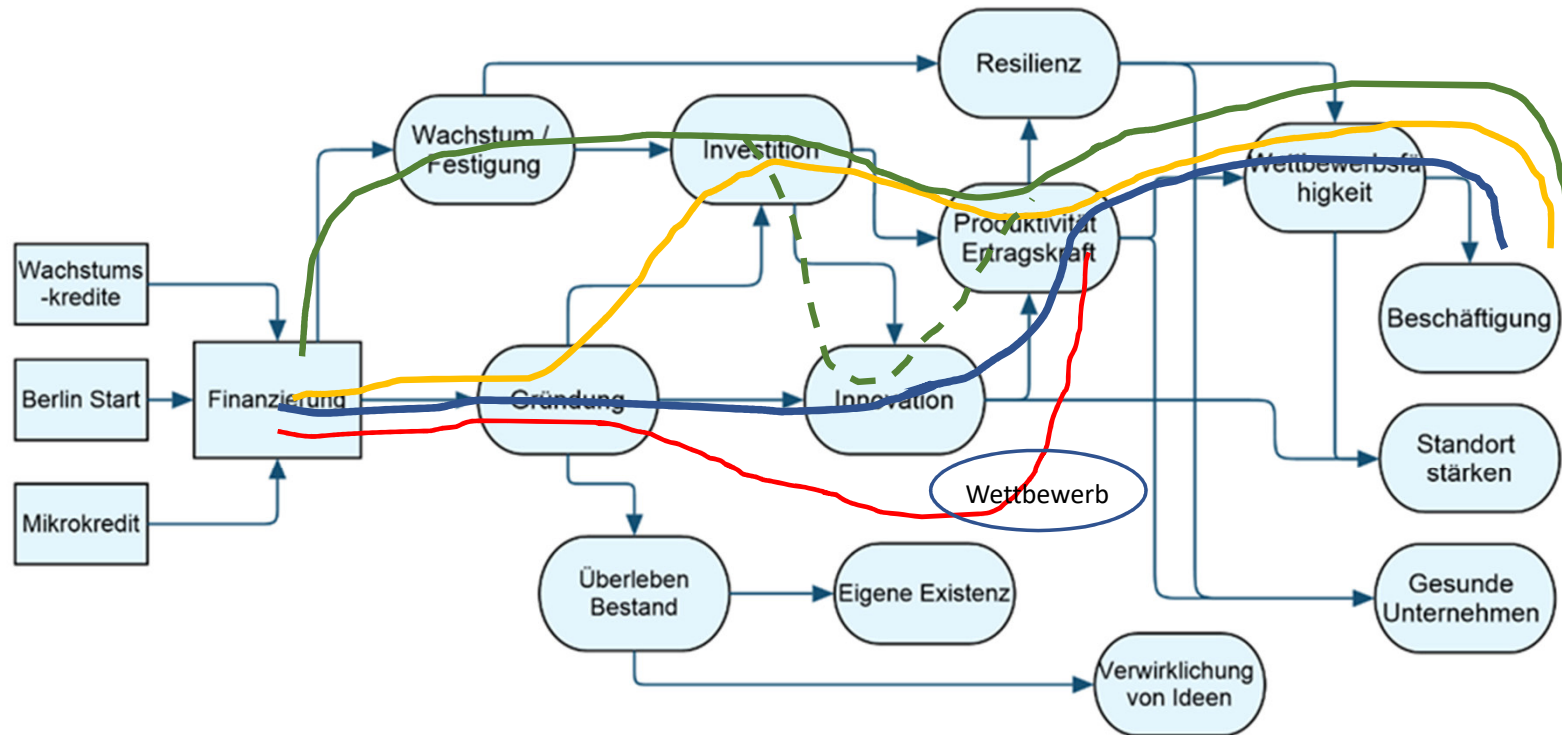 Resilienz
Wachstum /
Festigung
Investition
Wettbewerbsfä
higkeit
Produktivität
Ertragskraft
Wachstums
-kredite
Beschäftigung
Berlin Start
Finanzierung
Gründung
Innovation
Standort
stärken
Wettbewerb
Mikrokredit
Überleben
Bestand
Eigene Existenz
Gesunde
Unternehmen
Verwirklichung
von Ideen